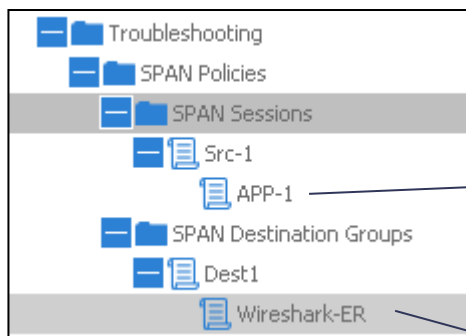 Troubleshooting
SPAN Policies
SPAN Sessions
Src-1
APP-1
SPAN Destination Groups
Dest1
Wireshark-ER